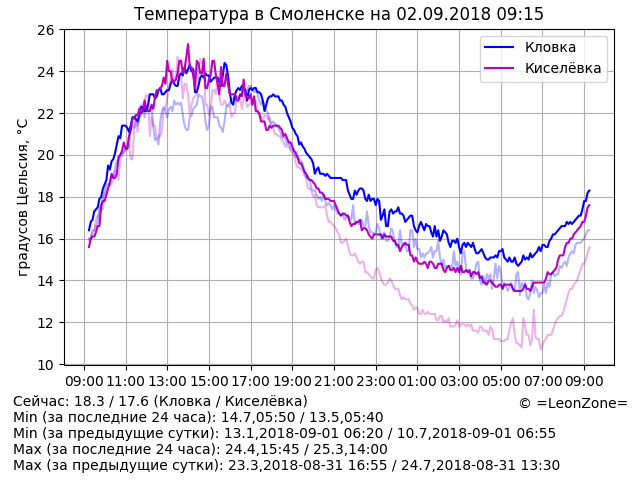 Температура в Смоленске на 02.09.2018 09:15
градусов Цельсия, °C
26
24
22
20
18
16
14
12
10
Кловка
Киселёвка
09:00 11:00 13:00 15:00 17:00 19:00 21:00 23:00 01:00 03:00 05:00 07:00 09:00
Сейчас: 18.3 / 17.6 (Кловка / Киселёвка)
© =LeonZone=
Min (за последние 24 часа): 14.7,05:50 / 13.5,05:40
Min (за предыдущие сутки): 13.1,2018-09-01 06:20 / 10.7,2018-09-01 06:55
Max (за последние 24 часа): 24.4,15:45 / 25.3,14:00
Max (за предыдущие сутки): 23.3,2018-08-31 16:55 / 24.7,2018-08-31 13:30